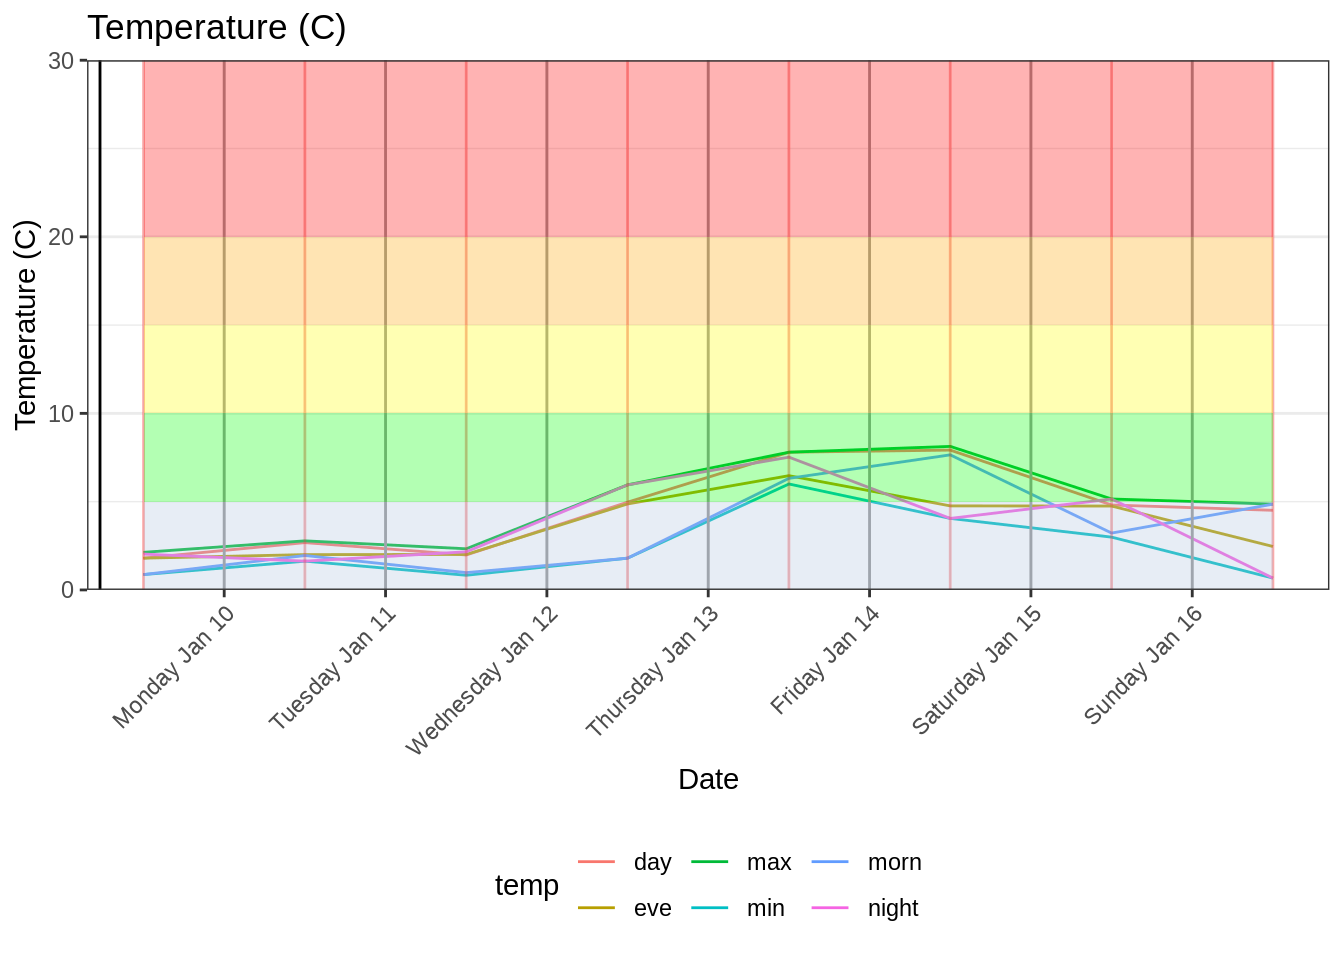 Temperature (C)
Temperature (C)
30
20
10
0
Monday Jan 10
Tuesday Jan 11
Wednesday Jan 12
Thursday Jan 13
Friday Jan 14
Saturday Jan 15
Sunday Jan 16
Date
temp
day
max
morn
eve
min
night